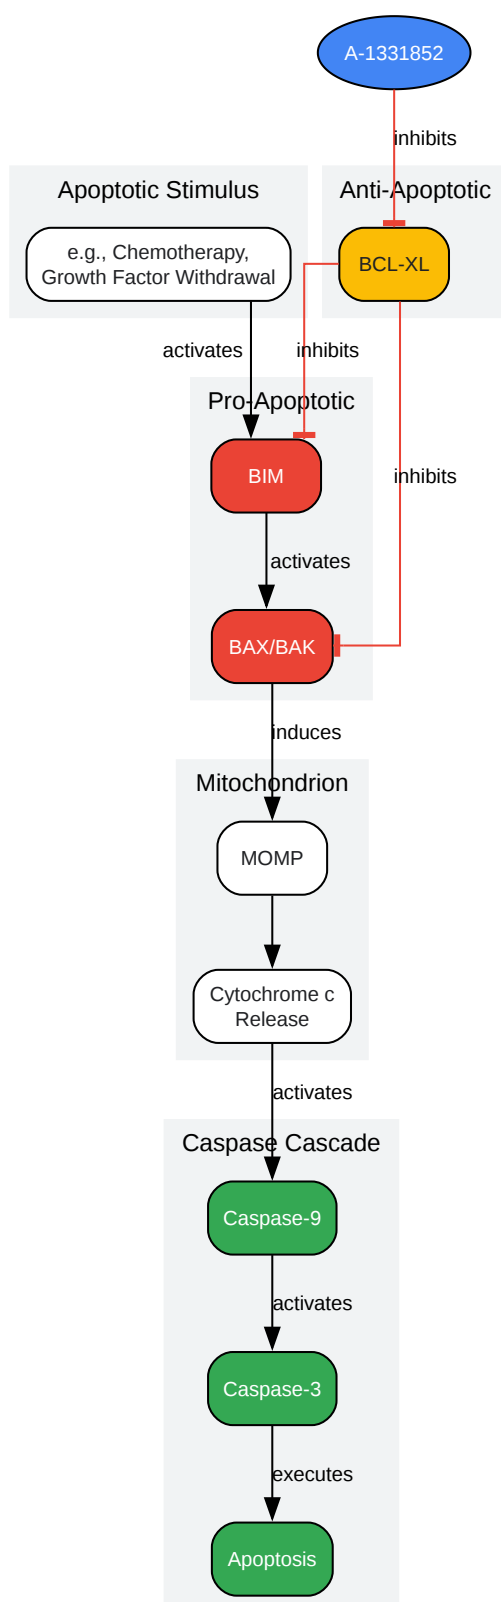 A-1331852
inhibits
Apoptotic Stimulus
Anti-Apoptotic
e.g., Chemotherapy,
Growth Factor Withdrawal
BCL-XL
activates
inhibits
Pro-Apoptotic
BIM
inhibits
activates
BAX/BAK
induces
Mitochondrion
MOMP
Cytochrome c
Release
activates
Caspase Cascade
Caspase-9
activates
Caspase-3
executes
Apoptosis